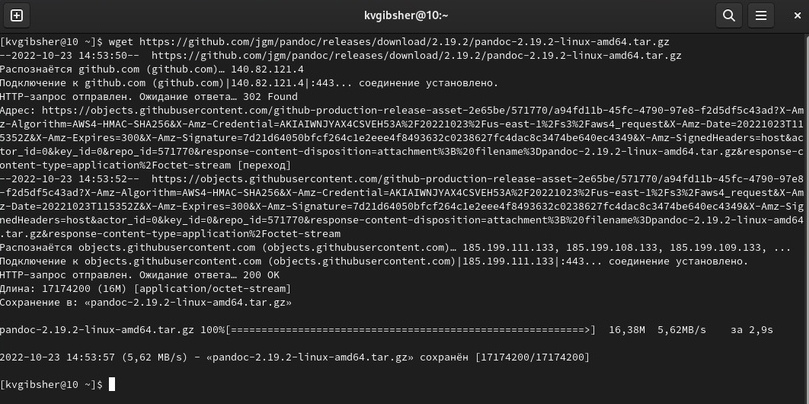 kvgibsher@10:~
[kvgibsher@10 ~]$ wget https://github.com/jgm/pandoc/releases/download/2.19.2/pandoc-2.19.2-linux-amd64.tar.gz
--2022-10-23 14:53:50--  https://github.com/jgm/pandoc/releases/download/2.19.2/pandoc-2.19.2-linux-amd64.tar.gz
Распознаётся github.com (github.com)… 140.82.121.4
Подключение к github.com (github.com)|140.82.121.4|:443... соединение установлено.
HTTP-запрос отправлен. Ожидание ответа… 302 Found
Адрес: https://objects.githubusercontent.com/github-production-release-asset-2e65be/571770/a94fd11b-45fc-4790-97e8-f2d5df5c43ad?X-Am
z-Algorithm=AWS4-HMAC-SHA256&X-Amz-Credential=AKIAIWNJYAX4CSVEH53A%2F20221023%2Fus-east-1%2Fs3%2Faws4_request&X-Amz-Date=20221023T11
5352Z&X-Amz-Expires=300&X-Amz-Signature=7d21d64050bfcf264c1e2eee4f8493632c0238627fc4dac8c3474be640ec4349&X-Amz-SignedHeaders=host&ac
tor_id=0&key_id=0&repo_id=571770&response-content-disposition=attachment%3B%20filename%3Dpandoc-2.19.2-linux-amd64.tar.gz&response-c
ontent-type=application%2Foctet-stream [переход]
--2022-10-23 14:53:52--  https://objects.githubusercontent.com/github-production-release-asset-2e65be/571770/a94fd11b-45fc-4790-97e8
-f2d5df5c43ad?X-Amz-Algorithm=AWS4-HMAC-SHA256&X-Amz-Credential=AKIAIWNJYAX4CSVEH53A%2F20221023%2Fus-east-1%2Fs3%2Faws4_request&X-Am
z-Date=20221023T115352Z&X-Amz-Expires=300&X-Amz-Signature=7d21d64050bfcf264c1e2eee4f8493632c0238627fc4dac8c3474be640ec4349&X-Amz-Sig
nedHeaders=host&actor_id=0&key_id=0&repo_id=571770&response-content-disposition=attachment%3B%20filename%3Dpandoc-2.19.2-linux-amd64
.tar.gz&response-content-type=application%2Foctet-stream
Распознаётся objects.githubusercontent.com (objects.githubusercontent.com)… 185.199.111.133, 185.199.108.133, 185.199.109.133, ...
Подключение к objects.githubusercontent.com (objects.githubusercontent.com)|185.199.111.133|:443... соединение установлено.
HTTP-запрос отправлен. Ожидание ответа… 200 OK
Длина: 17174200 (16M) [application/octet-stream]
Сохранение в: «pandoc-2.19.2-linux-amd64.tar.gz»
pandoc-2.19.2-linux-amd64.tar.gz 100%[=========================================================>]  16,38M  5,62MB/s    за 2,9s
2022-10-23 14:53:57 (5,62 MB/s) - «pandoc-2.19.2-linux-amd64.tar.gz» сохранён [17174200/17174200]
[kvgibsher@10 ~]$